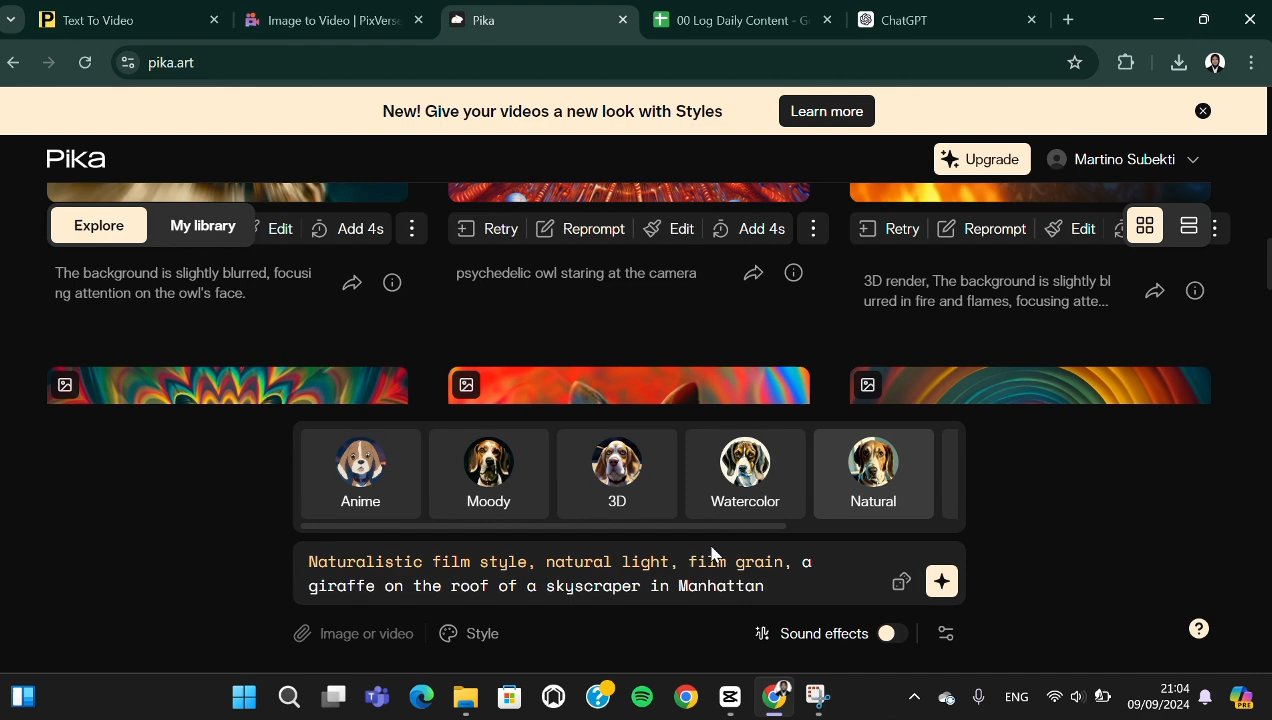 Text To Video
Image to Video | PixVerse
Pika
00 Log Daily Content - G
ChatGPT
pika.art
New! Give your videos a new look with Styles
Learn more
Pika
Upgrade
Martino Subekti
Explore
My library
Edit
Add 4s
Retry
Reprompt
Edit
Add 4s
Retry
Reprompt
Edit
The background is slightly blurred, focusi
ng attention on the owl's face.
psychedelic owl staring at the camera
3D render, The background is slightly bl
urred in fire and flames, focusing atte...
Anime
Moody
3D
Watercolor
Natural
Naturalistic film style, natural light, film grain, a
giraffe on the roof of a skyscraper in Manhattan
Image or video
Style
Sound effects
?
ENG
21:04
09/09/2024
PRE